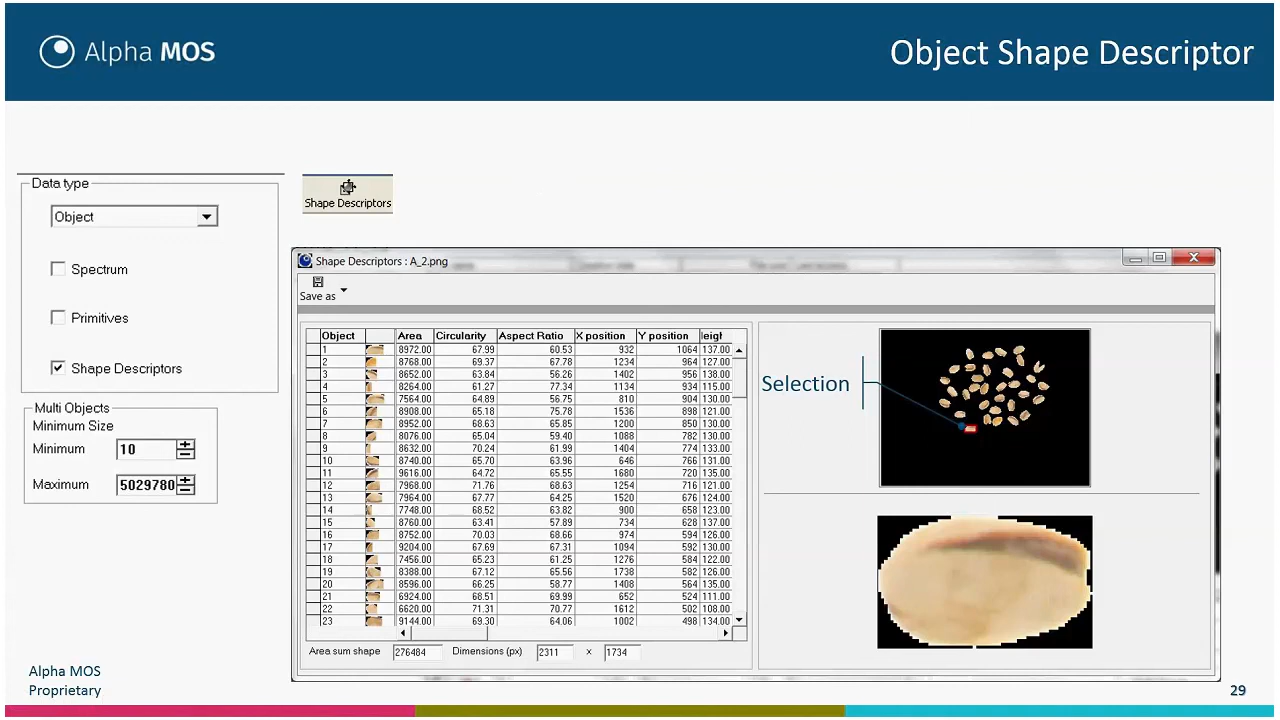 Alpha MOS
Object Shape Descriptor
Data type
Object
Spectrum
Primitives
Shape Descriptors
Multi Objects
Minimum Size
Minimum 10
Maximum 5029780
Shape Descriptors
Shape Descriptors : A_2.png
Save as
Object Area Circularity Aspect Ratio X position Y position
1 8972.00 67.99 60.53 932 1064 137.00
2 8768.00 69.37 67.78 1234 964 127.00
3 8652.00 63.84 56.26 1402 956 138.00
4 8264.00 61.27 77.34 1134 934 115.00
5 7564.00 64.89 56.75 810 904 130.00
6 8908.00 65.18 75.78 1536 898 121.00
7 8952.00 63.68 65.85 1200 850 130.00
8 8076.00 65.04 59.40 1088 782 130.00
9 8632.00 70.24 61.99 1404 774 133.00
10 8740.00 65.70 63.96 646 766 131.00
11 9616.00 64.72 65.55 1680 720 135.00
12 7968.00 71.76 68.63 1254 716 121.00
13 7964.00 67.77 64.25 1520 676 124.00
14 7748.00 68.52 63.82 900 658 123.00
15 8760.00 63.41 57.89 734 628 137.00
16 8752.00 70.03 68.66 974 594 126.00
17 9204.00 67.69 67.31 1094 592 130.00
18 7456.00 65.23 61.25 1276 584 122.00
19 8388.00 67.12 65.56 1738 582 126.00
20 8596.00 66.25 58.77 1408 564 135.00
21 6924.00 68.51 69.99 652 524 111.00
22 6620.00 71.31 70.77 1612 502 108.00
23 9144.00 69.30 64.06 1002 498 134.00
Area sum shape 276484 Dimensions (px) 2311 x 1734
Selection
Alpha MOS
Proprietary
29